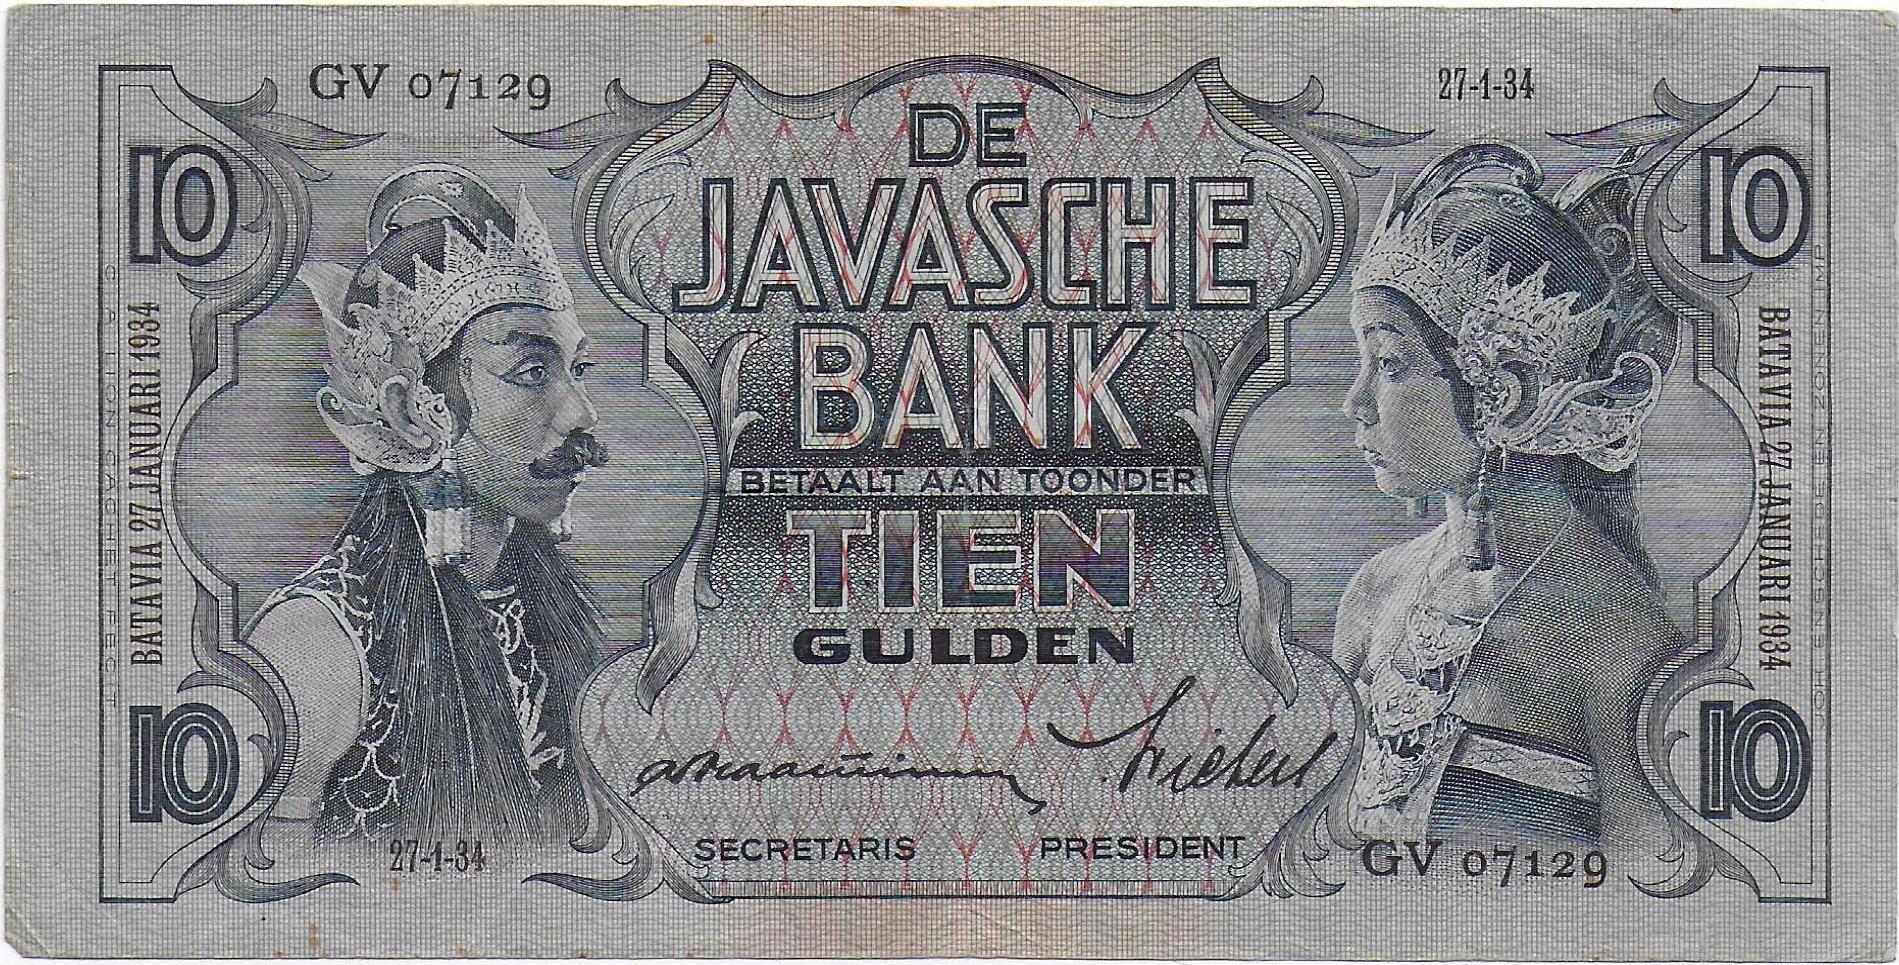 GV 07129
27-1-34
10
10
DE
JAVASCHE
BANK
BETAALT AAN TOONDER
TIEN
GULDEN
BATAVIA 27 JANUARI 1934
BATAVIA 27 JANUARI 1934
10
10
SECRETARIS PRESIDENT
27-1-34
GV 07129